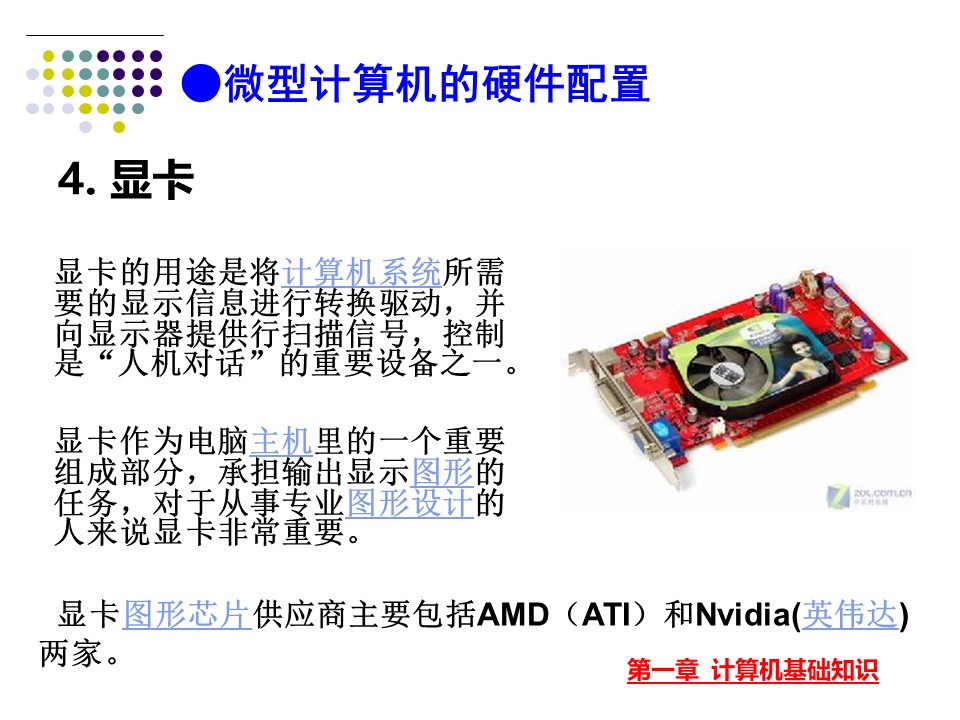 ●微型计算机的硬件配置
4. 显卡
显卡的用途是将计算机系统所需
要的显示信息进行转换驱动，并
向显示器提供行扫描信号，控制
是“人机对话”的重要设备之一。
显卡作为电脑主机里的一个重要
组成部分，承担输出显示图形的
任务，对于从事专业图形设计的
人来说显卡非常重要。
ZOL.COM.CN
中关村在线
显卡图形芯片供应商主要包括AMD（ATI）和Nvidia(英伟达)
两家。
第一章 计算机基础知识